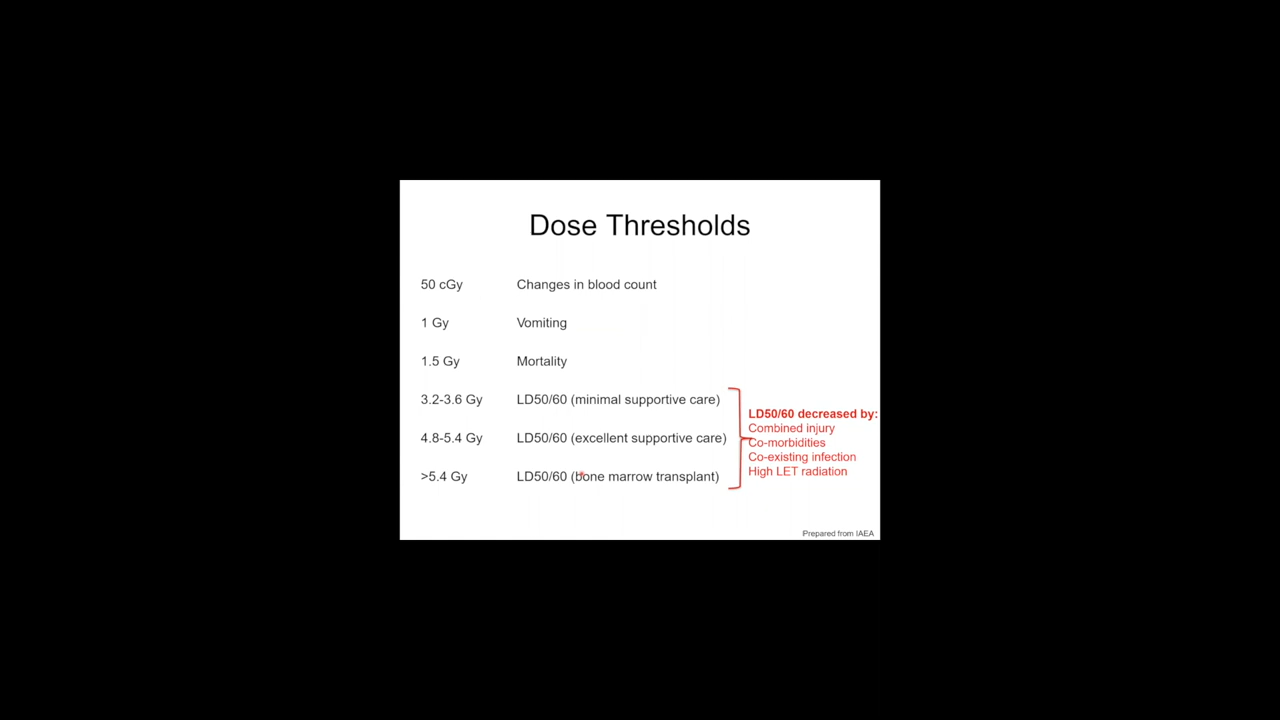 Dose Thresholds
50 cGy Changes in blood count
1 Gy Vomiting
1.5 Gy Mortality
3.2-3.6 Gy LD50/60 (minimal supportive care)
4.8-5.4 Gy LD50/60 (excellent supportive care)
>5.4 Gy LD50/60 (bone marrow transplant)
LD50/60 decreased by:
Combined injury
Co-morbidities
Co-existing infection
High LET radiation
Prepared from IAEA